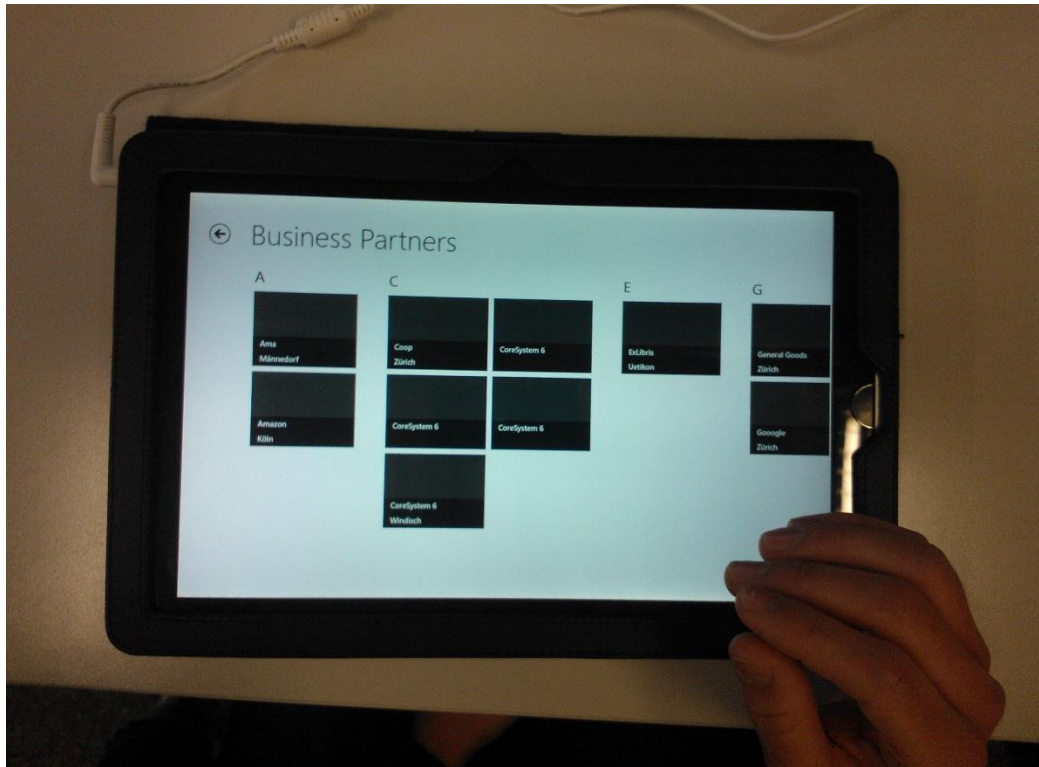 Business Partners
A
Ama
Männedorf
Amazon
Köln
C
Coop
Zürich
CoreSystem 6
CoreSystem 6
CoreSystem 6
CoreSystem 6
Windisch
E
ExLibris
Uetikon
G
General Goods
Zürich
Gooogle
Zürich